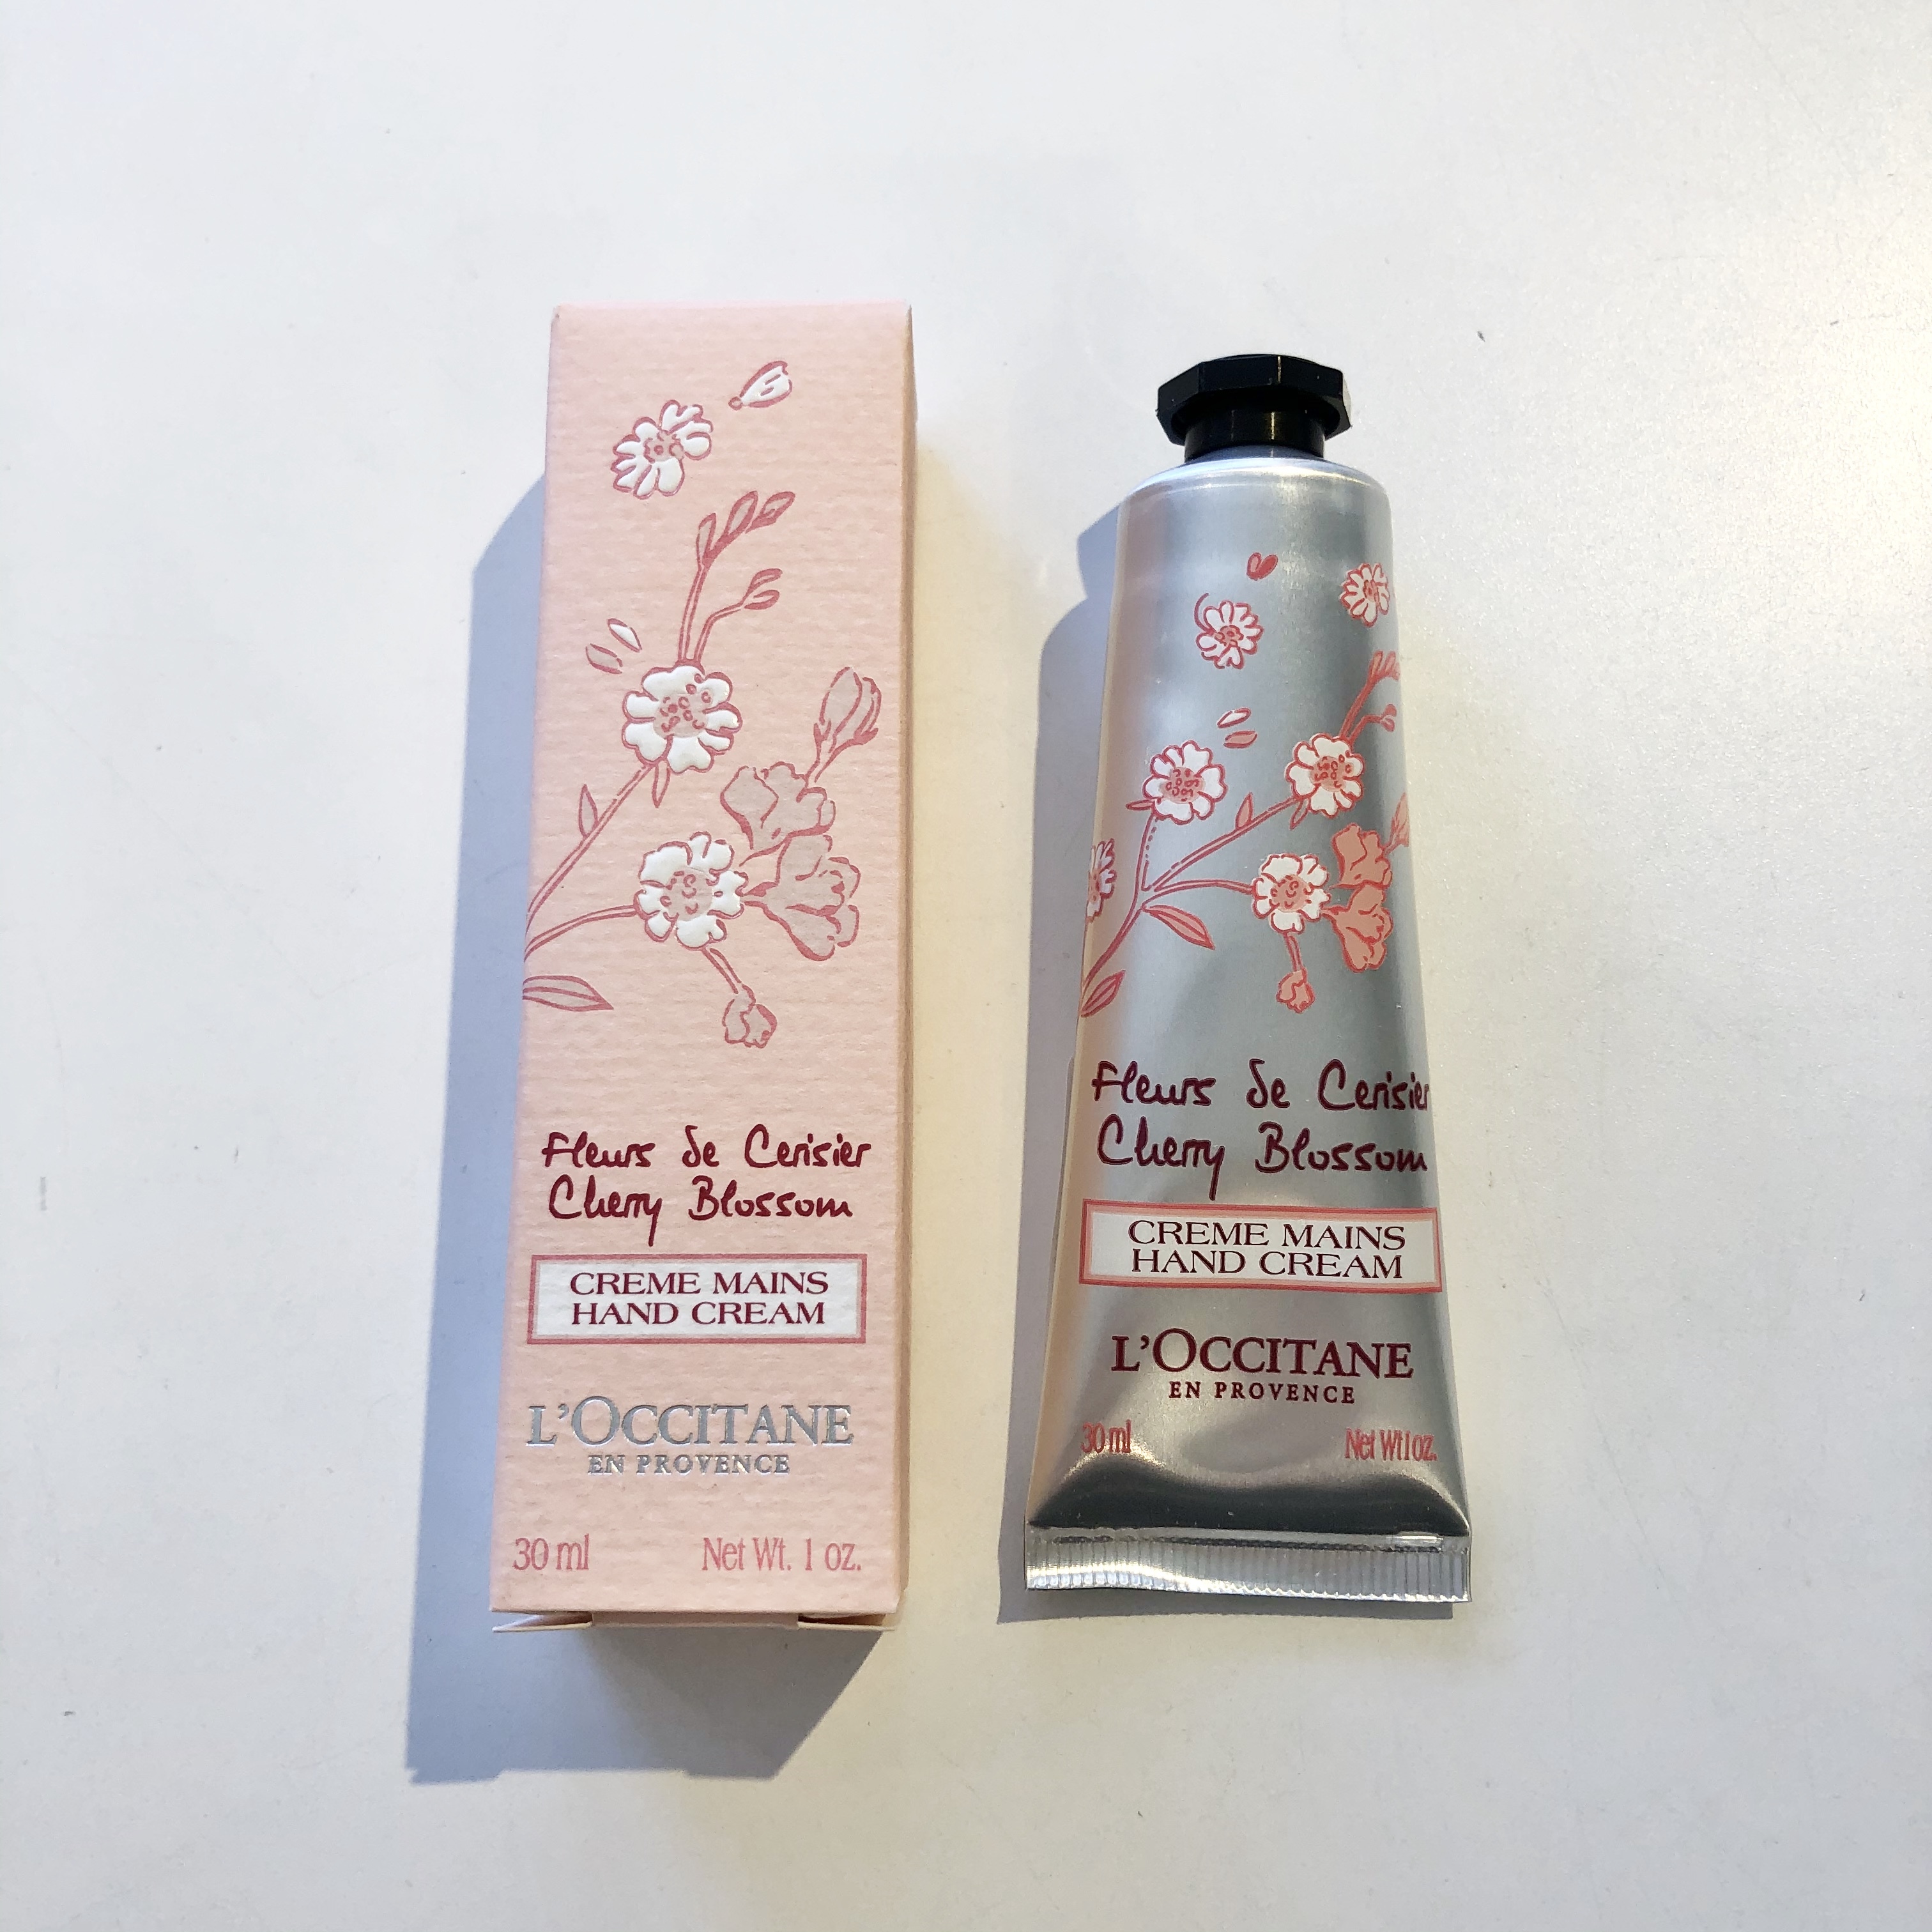 Fleurs de Cerisier
Cherry Blossom
CREME MAINS
HAND CREAM
L'OCCITANE
EN PROVENCE
30 ml Net Wt. 1 oz.
Fleurs de Cerisier
Cherry Blossom
CREME MAINS
HAND CREAM
L'OCCITANE
EN PROVENCE
30 ml Net Wt 1 oz.